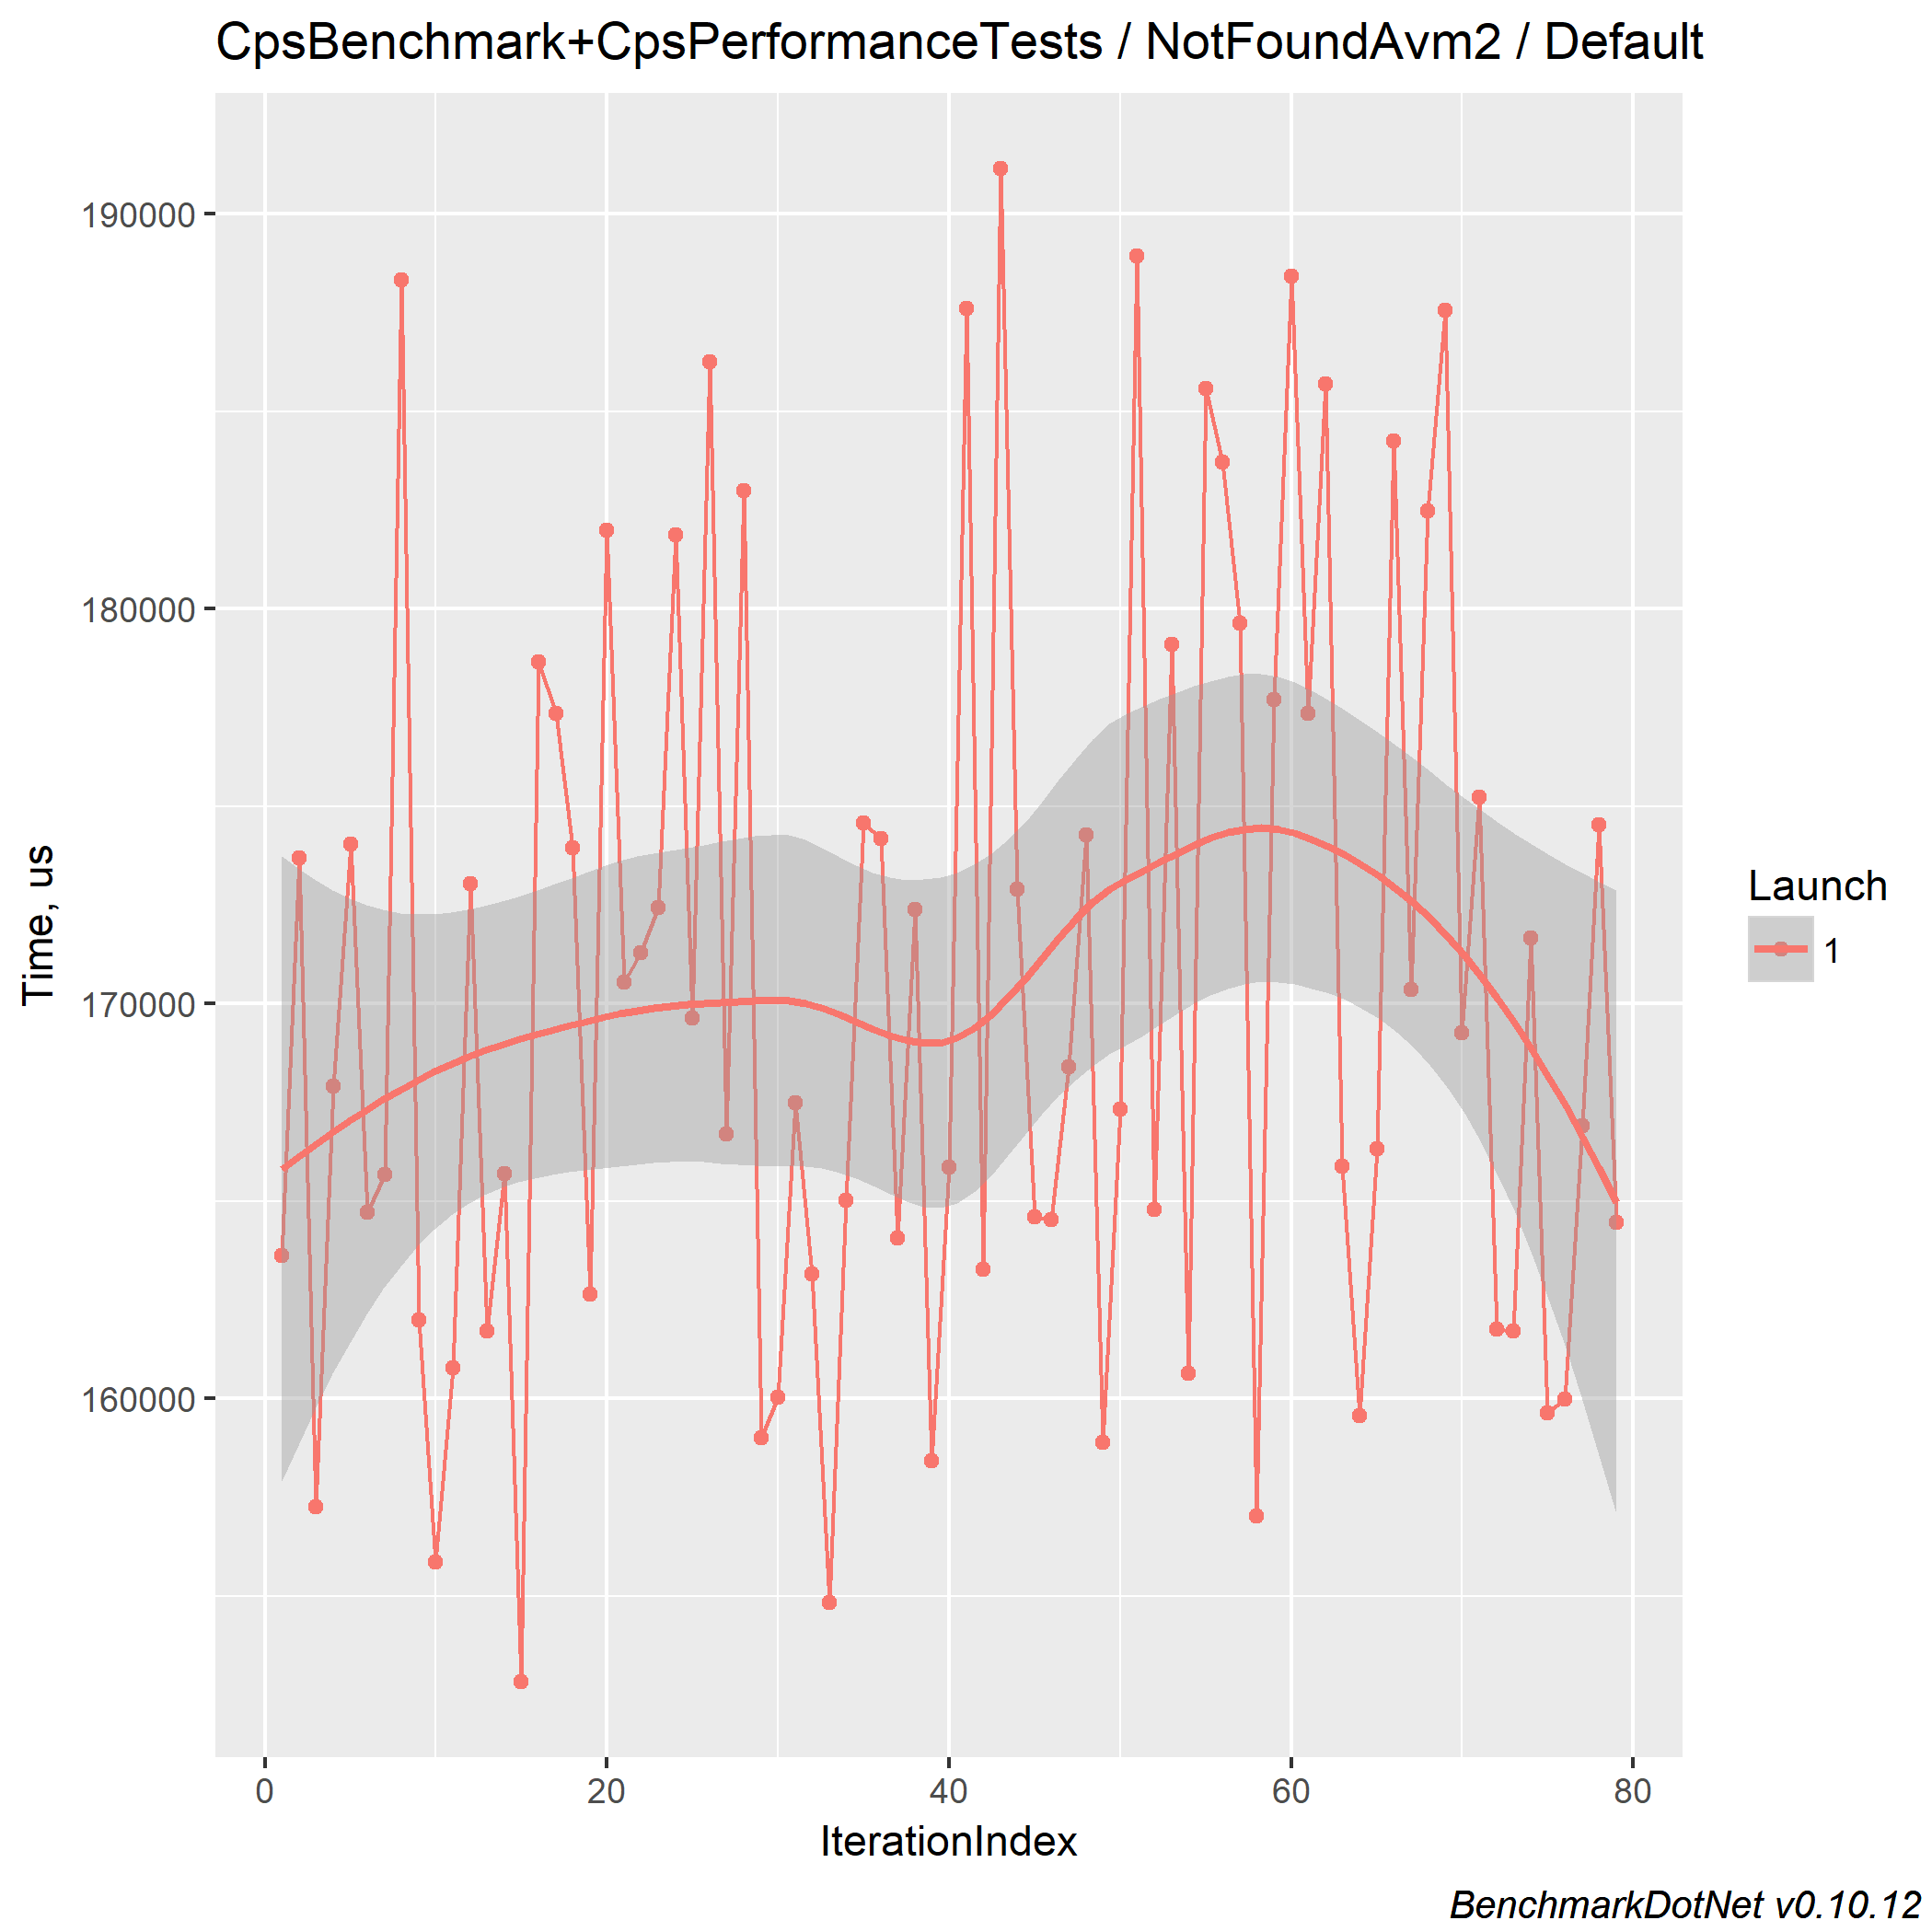 CpsBenchmark+CpsPerformanceTests / NotFoundAvm2 / Default
190000
180000
170000
160000
Time, us
0 20 40 60 80
IterationIndex
Launch
1
BenchmarkDotNet v0.10.12